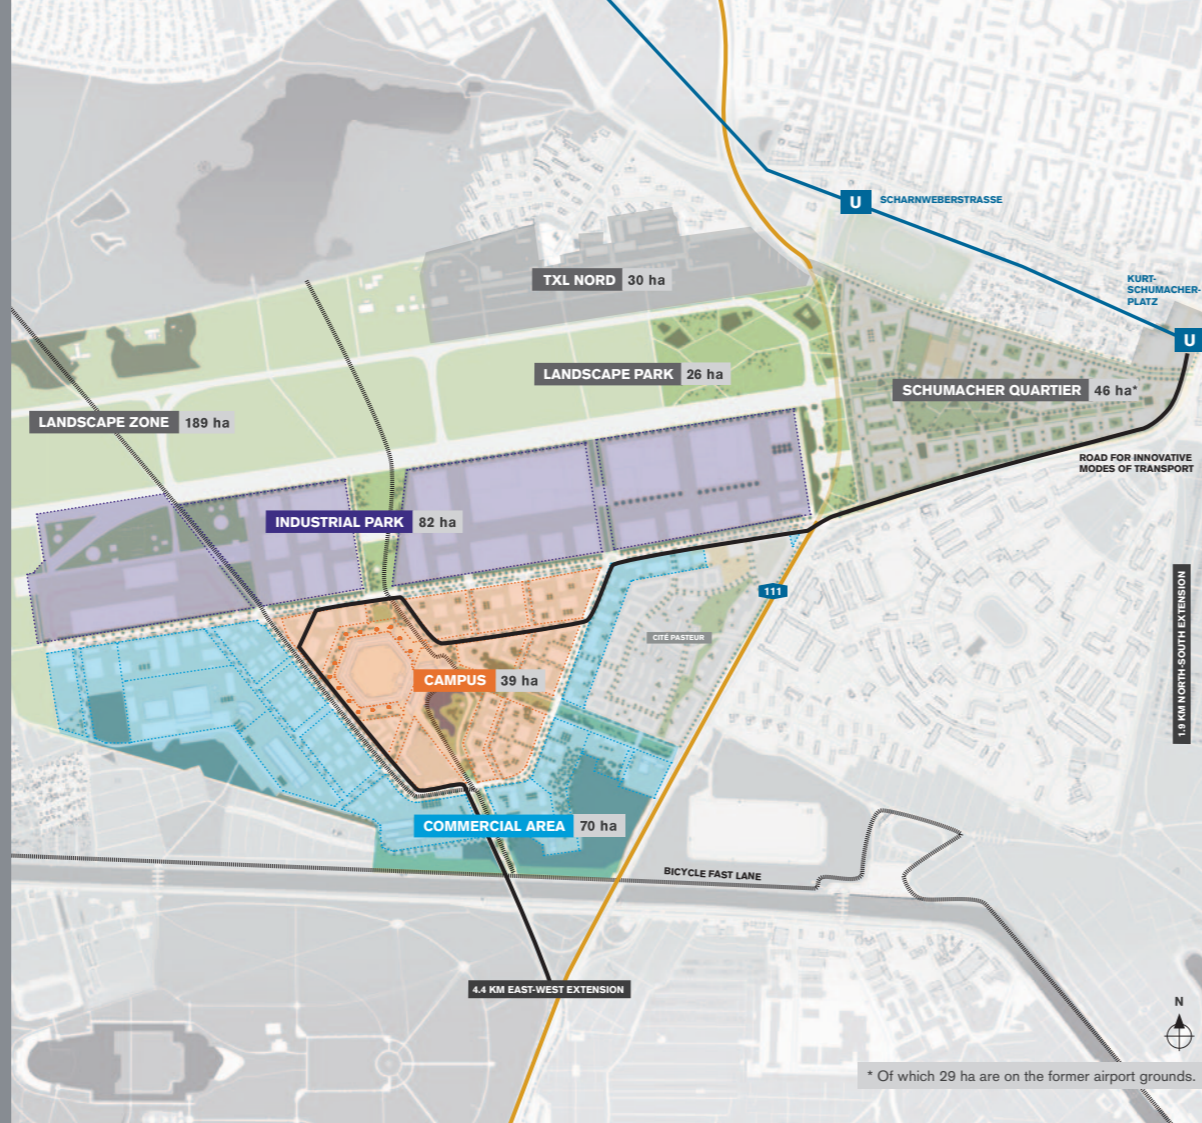 U SCHARNWEBERSTRASSE
KURT-
SCHUMACHER-
PLATZ
U
TXL NORD 30 ha
LANDSCAPE PARK 26 ha
SCHUMACHER QUARTIER 46 ha*
LANDSCAPE ZONE 189 ha
ROAD FOR INNOVATIVE
MODES OF TRANSPORT
INDUSTRIAL PARK 82 ha
111
CITÉ PASTEUR
1.9 KM NORTH-SOUTH EXTENSION
CAMPUS 39 ha
COMMERCIAL AREA 70 ha
BICYCLE FAST LANE
4.4 KM EAST-WEST EXTENSION
N
* Of which 29 ha are on the former airport grounds.